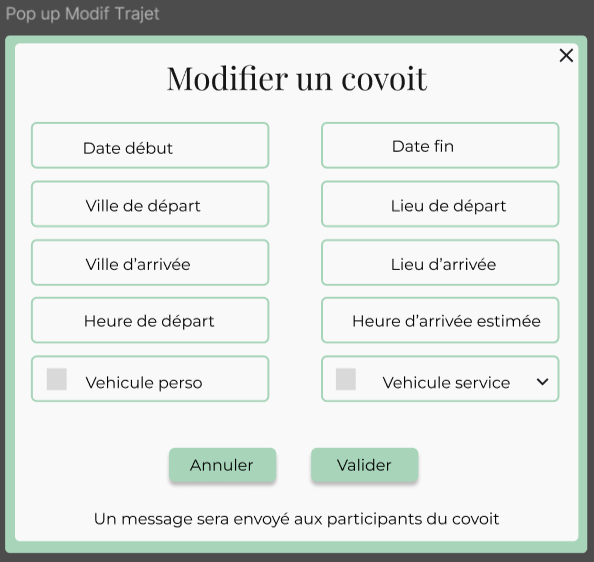 Pop up Modif Trajet
Modifier un covoit
Date début
Date fin
Ville de départ
Lieu de départ
Ville d'arrivée
Lieu d'arrivée
Heure de départ
Heure d'arrivée estimée
Vehicule perso
Vehicule service
Annuler
Valider
Un message sera envoyé aux participants du covoit